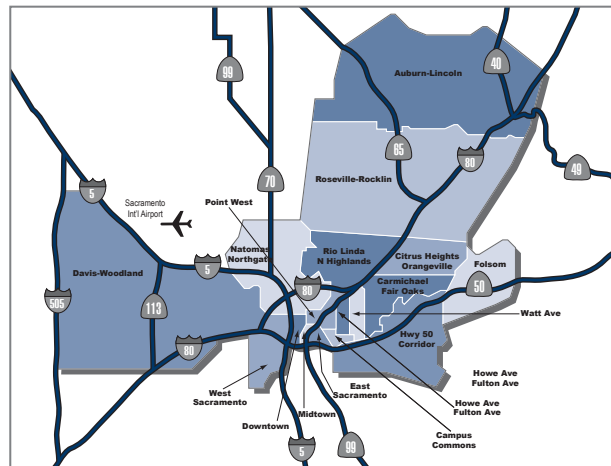 99
40
Auburn-Lincoln
65
80
49
5
70
Roseville-Rocklin
Sacramento
Int'l Airport
Point West
Natomas
Northgate
Rio Linda
N Highlands
Citrus Heights
Orangeville
Folsom
Davis-Woodland
5
80
Carmichael
Fair Oaks
50
505
113
Watt Ave
80
Hwy 50
Corridor
West
Sacramento
East
Sacramento
Howe Ave
Fulton Ave
Howe Ave
Fulton Ave
Midtown
Downtown
Campus
Commons
5
99